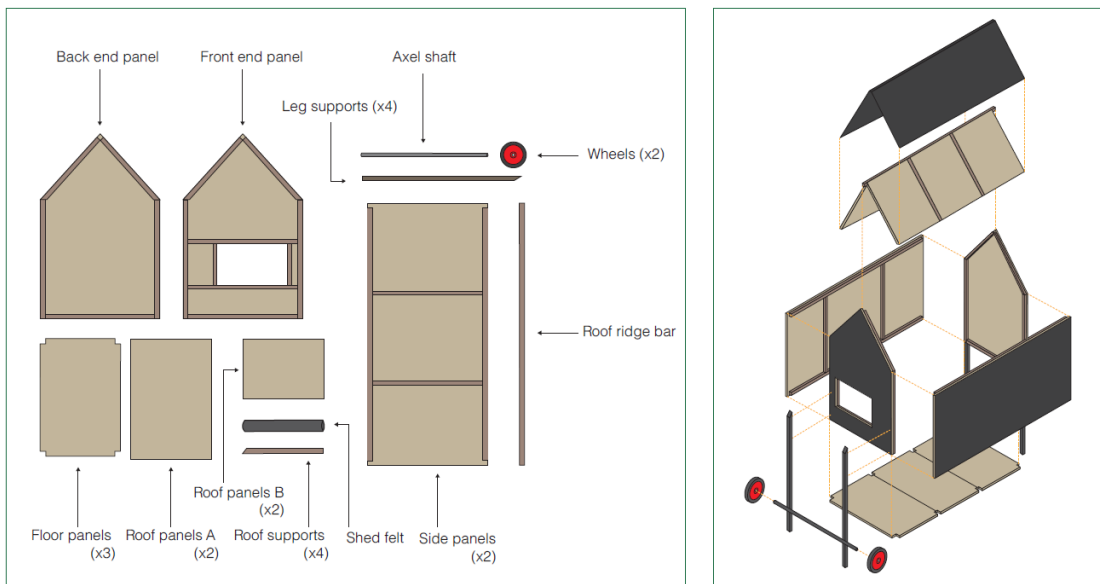 Back end panel
Front end panel
Axel shaft
Leg supports (x4)
Wheels (x2)
Roof ridge bar
Roof panels B
(x2)
Floor panels
(x3)
Roof panels A
(x2)
Roof supports
(x4)
Shed felt
Side panels
(x2)